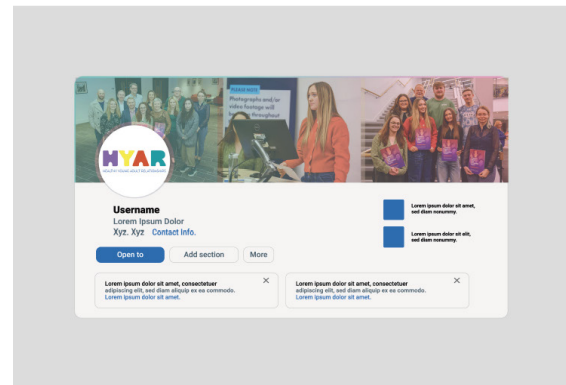 PLEASE NOTE
Photographs and/or
video footage will
throughout
HYAR
HEALTHY YOUNG ADULT RELATIONSHIPS
Username
Lorem Ipsum Dolor
Xyz. Xyz Contact Info.
Open to
Add section
More
Lorem ipsum dolor sit amet,
sed diam nonummy.
Lorem ipsum dolor sit elit,
sed diam nonummy.
Lorem ipsum dolor sit amet, consectetuer
adipiscing elit, sed diam aliquip ex ea commodo.
Lorem ipsum dolor sit amet.
Lorem ipsum dolor sit amet, consectetuer
adipiscing elit, sed diam aliquip ex ea commodo.
Lorem ipsum dolor sit amet.